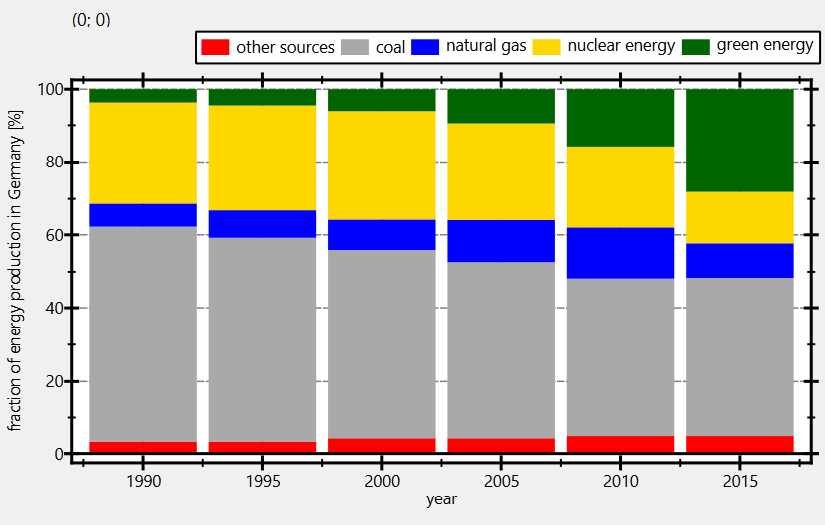 (0; 0)
other sources coal natural gas nuclear energy green energy
fraction of energy production in Germany [%]
100
80
60
40
20
0
1990 1995 2000 2005 2010 2015
year